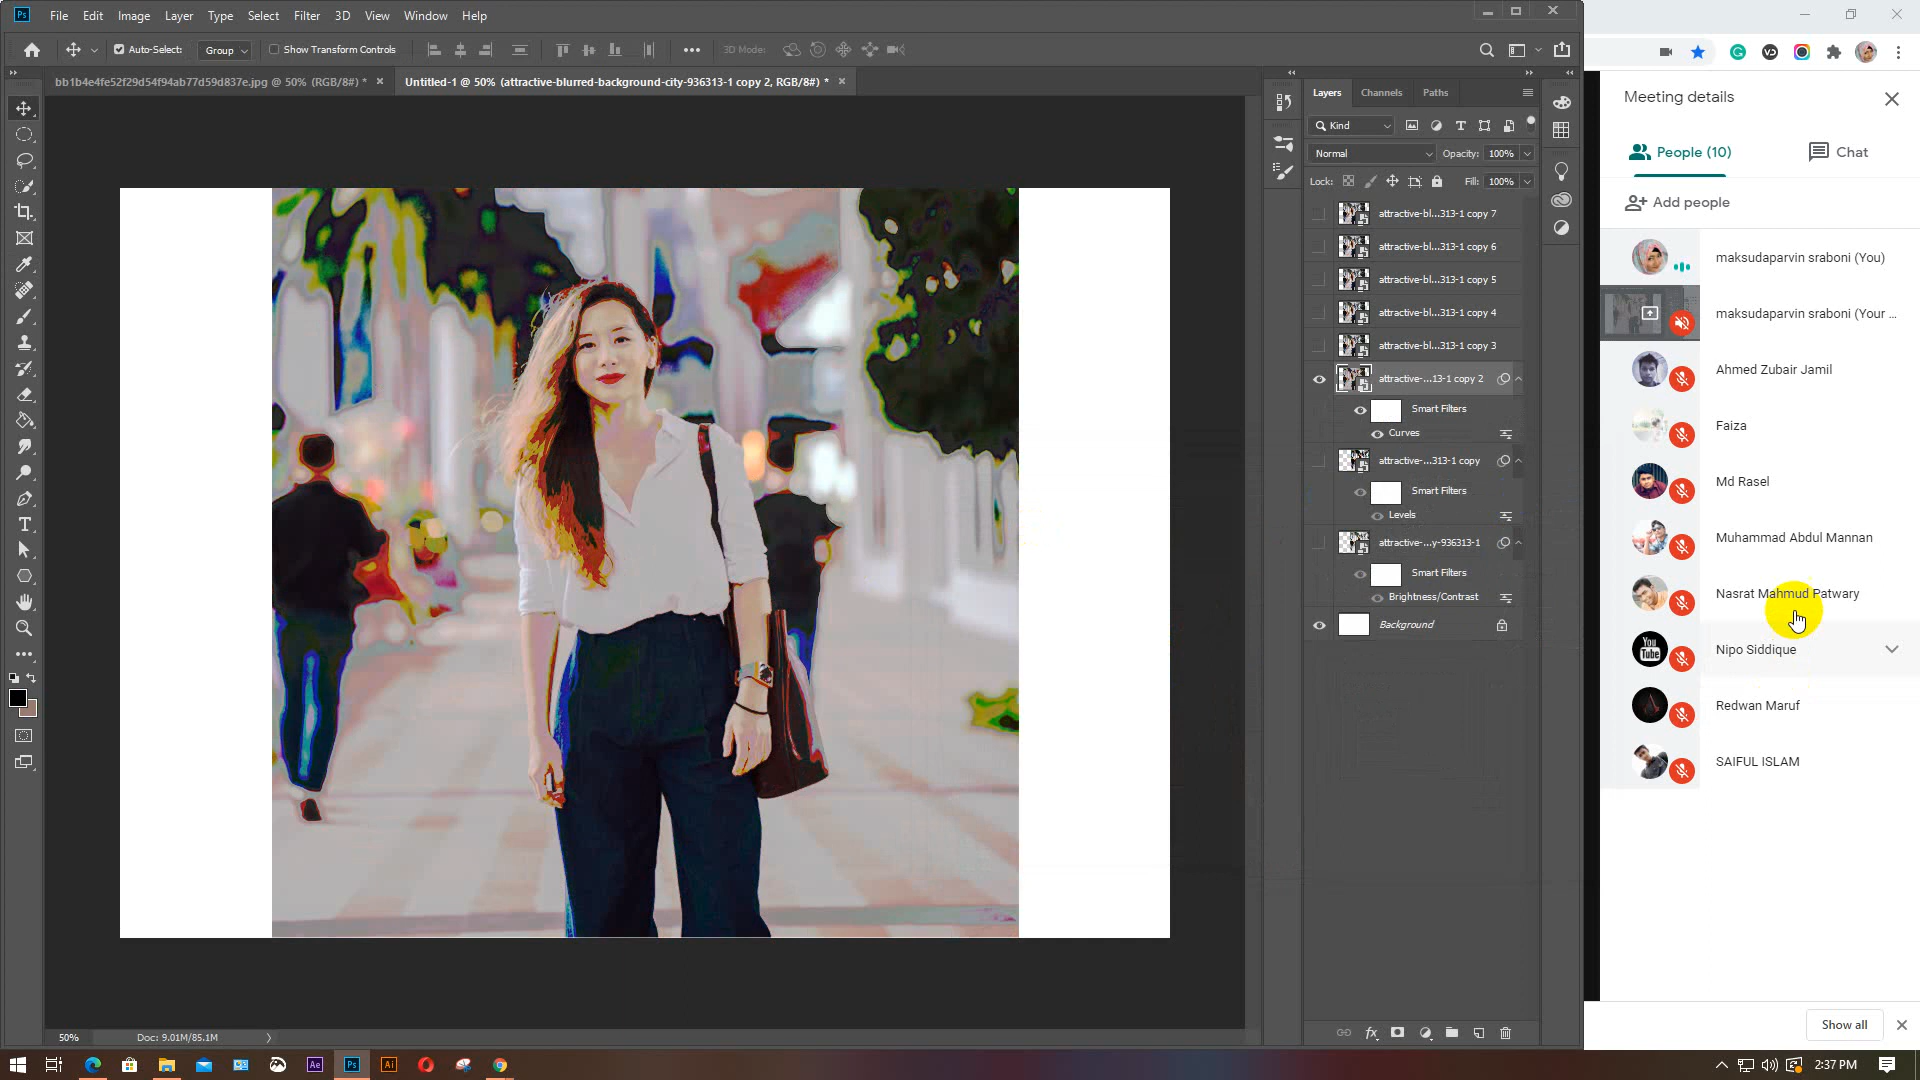 Ps File Edit Image Layer Type Select Filter 3D View Window Help
Auto-Select: Group Show Transform Controls 3D Mode:
bb1b4e4fe52f29d54f94ab77d59d837e.jpg @ 50% (RGB/8#) * Untitled-1 @ 50% (attractive-blurred-background-city-936313-1 copy 2, RGB/8#) *
Layers Channels Paths
Kind
Normal Opacity: 100%
Lock: Fill: 100%
attractive-bl...313-1 copy 7
attractive-bl...313-1 copy 6
attractive-bl...313-1 copy 5
attractive-bl...313-1 copy 4
attractive-bl...313-1 copy 3
attractive-...13-1 copy 2
Smart Filters
Curves
attractive-...313-1 copy
Smart Filters
Levels
attractive-...y-936313-1
Smart Filters
Brightness/Contrast
Background
50% Doc: 9.01M/85.1M
Meeting details
People (10) Chat
Add people
maksudaparvin sraboni (You)
maksudaparvin sraboni (Your ...
Ahmed Zubair Jamil
Faiza
Md Rasel
Muhammad Abdul Mannan
Nasrat Mahmud Patwary
You
Tube
Nipo Siddique
Redwan Maruf
SAIFUL ISLAM
Show all
Ae Ps Ai 2:37 PM